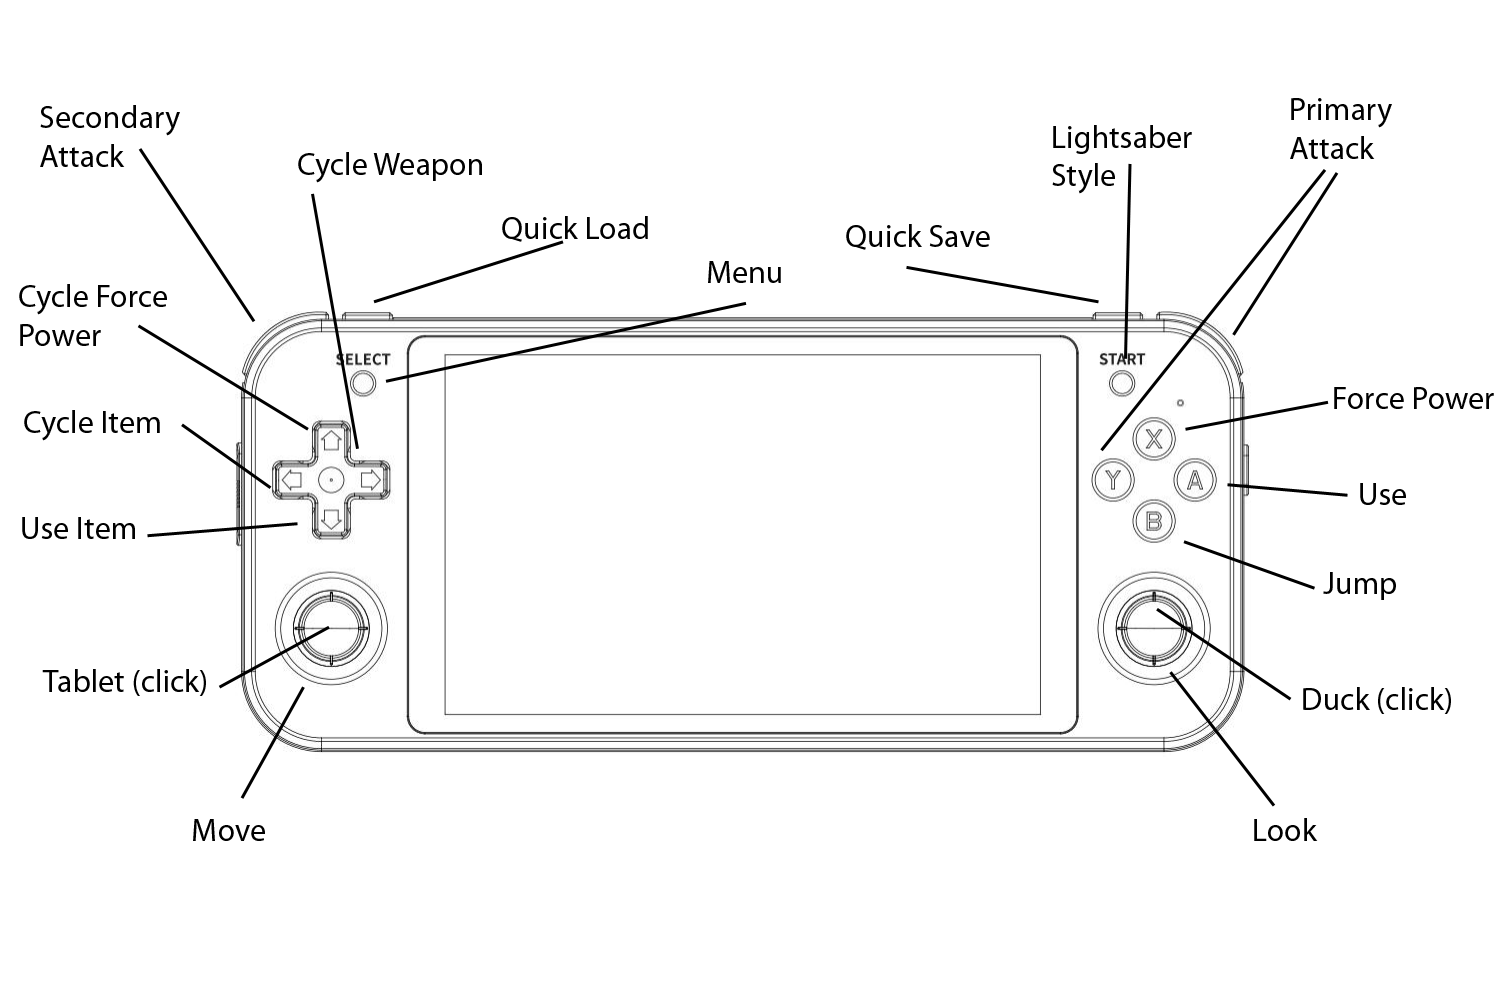 Secondary
Attack
Cycle Weapon
Quick Load
Menu
Quick Save
Lightsaber
Style
Primary
Attack
Cycle Force
Power
Cycle Item
Use Item
Tablet (click)
Move
SELECT
START
X
Y
A
B
Force Power
Use
Jump
Duck (click)
Look